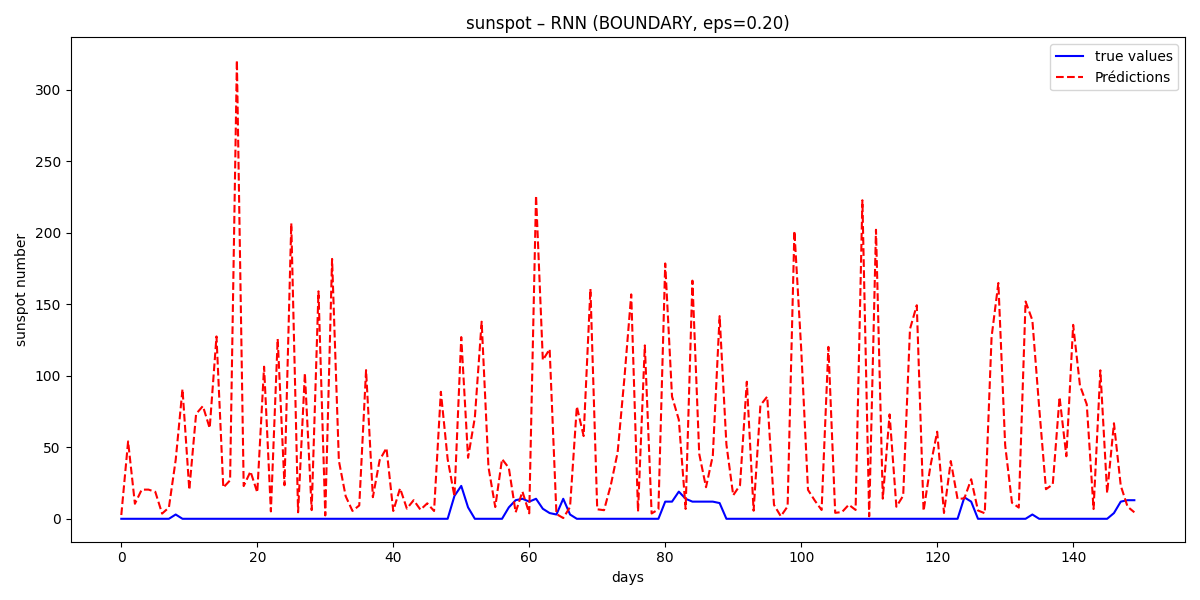 sunspot – RNN (BOUNDARY, eps=0.20)
true values
Prédictions
sunspot number
300
250
200
150
100
50
0
0 20 40 60 80 100 120 140
days